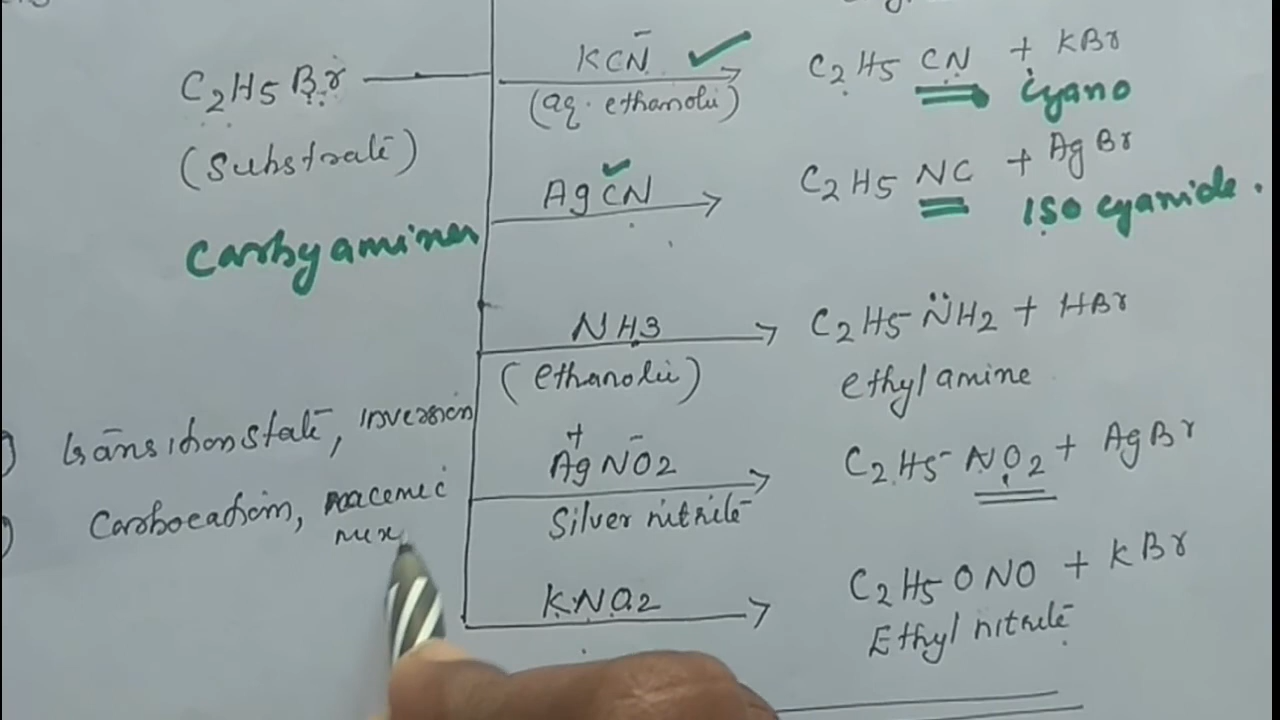 KCN̄
C2H5Br
(aq. ethanolic)
C2H5 CN + KBr
Cyano
(Substrate)
AgCN
C2H5 NC + AgBr
Iso cyanide.
Carbyamines
NH3
(ethanolic)
C2H5 N̈H2 + HBr
ethyl amine
transition state, inversion
Carbocation, racemic
mix
+ -
AgNO2
Silver nitrite
C2H5-NO2 + AgBr
KNO2
C2H5 ONO + KBr
Ethyl nitrite